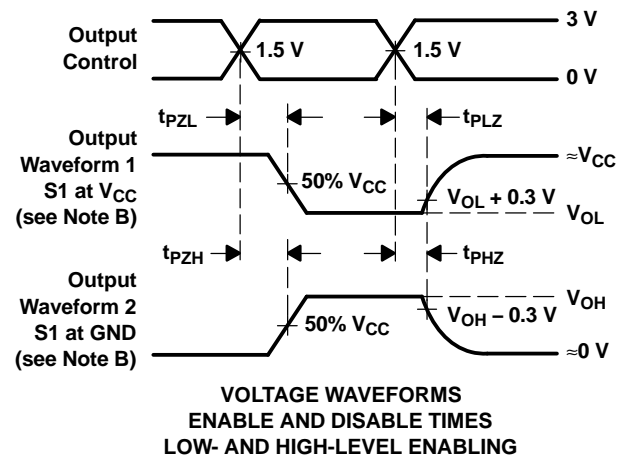 Output
Control
1.5 V
1.5 V
3 V
0 V
tPZL
tPLZ
Output
Waveform 1
S1 at VCC
(see Note B)
50% VCC
≈VCC
VOL + 0.3 V
VOL
tPZH
tPHZ
Output
Waveform 2
S1 at GND
(see Note B)
50% VCC
VOH
VOH – 0.3 V
≈0 V
VOLTAGE WAVEFORMS
ENABLE AND DISABLE TIMES
LOW- AND HIGH-LEVEL ENABLING